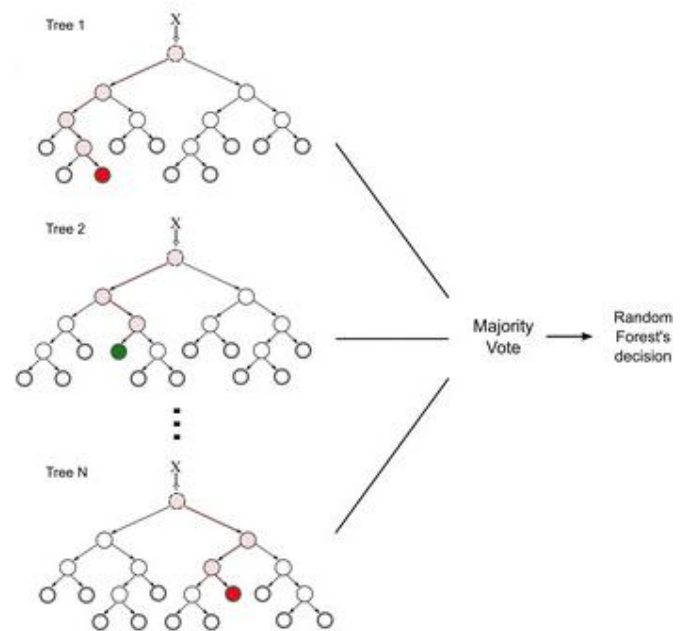 Tree 1
X
Tree 2
X
Majority
Vote
Random
Forest's
decision
Tree N
X